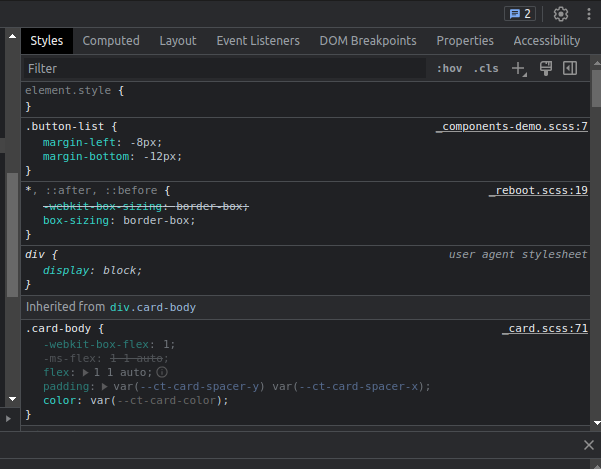 2
Styles Computed Layout Event Listeners DOM Breakpoints Properties Accessibility
Filter :hov .cls
element.style {
}
.button-list { _components-demo.scss:7
margin-left: -8px;
margin-bottom: -12px;
}
*, ::after, ::before { _reboot.scss:19
-webkit-box-sizing: border-box;
box-sizing: border-box;
}
div { user agent stylesheet
display: block;
}
Inherited from div.card-body
.card-body { _card.scss:71
-webkit-box-flex: 1;
-ms-flex: 1 1 auto;
flex: 1 1 auto;
padding: var(--ct-card-spacer-y) var(--ct-card-spacer-x);
color: var(--ct-card-color);
}